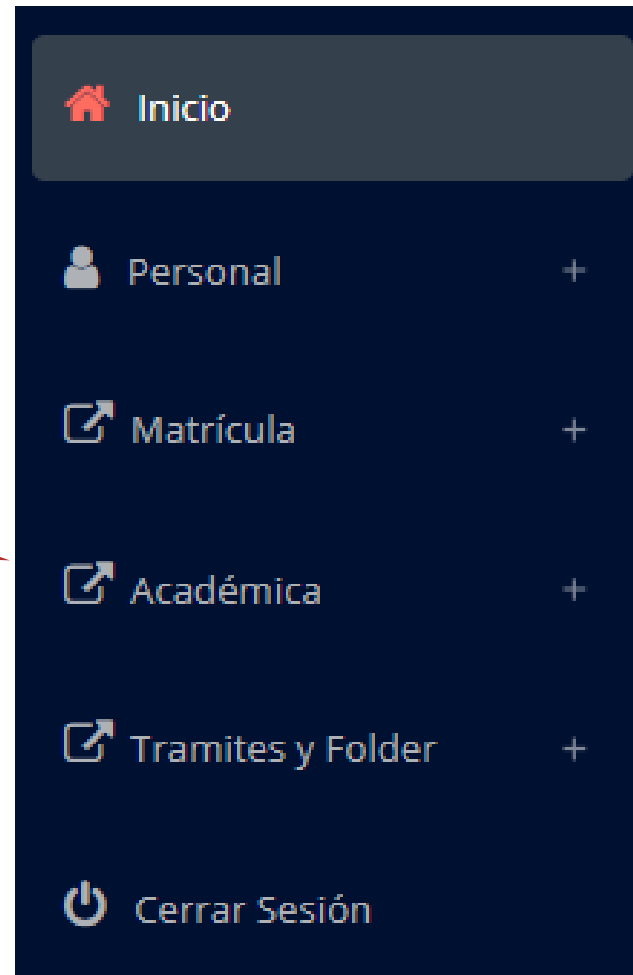 Inicio
Personal +
Matrícula +
Académica +
Tramites y Folder +
Cerrar Sesión